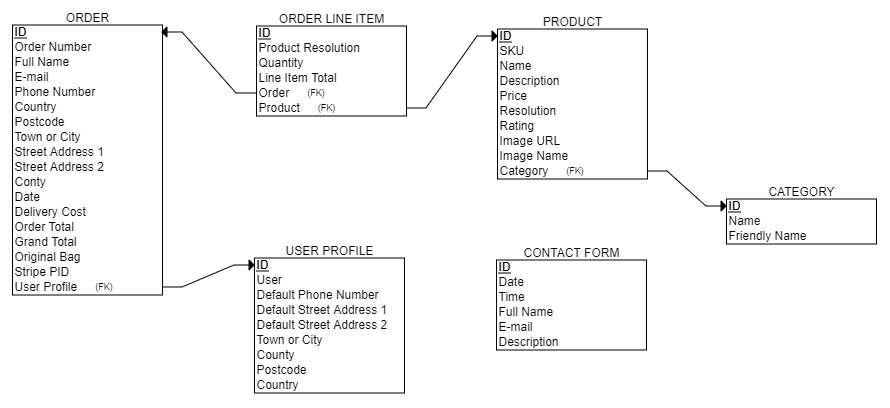 ORDER
ID
Order Number
Full Name
E-mail
Phone Number
Country
Postcode
Town or City
Street Address 1
Street Address 2
Conty
Date
Delivery Cost
Order Total
Grand Total
Original Bag
Stripe PID
User Profile (FK)
ORDER LINE ITEM
ID
Product Resolution
Quantity
Line Item Total
Order (FK)
Product (FK)
PRODUCT
ID
SKU
Name
Description
Price
Resolution
Rating
Image URL
Image Name
Category (FK)
CATEGORY
ID
Name
Friendly Name
USER PROFILE
ID
User
Default Phone Number
Default Street Address 1
Default Street Address 2
Town or City
County
Postcode
Country
CONTACT FORM
ID
Date
Time
Full Name
E-mail
Description